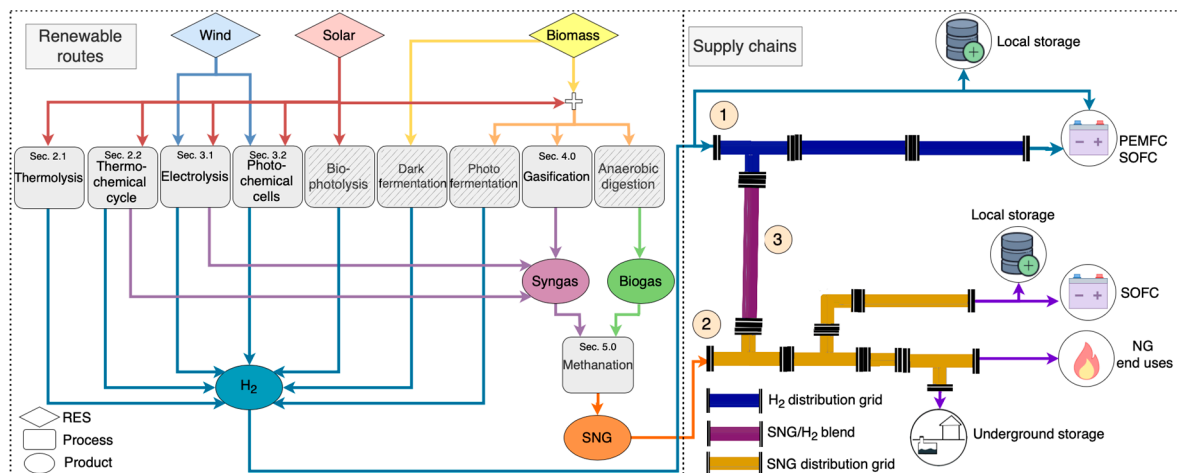 Renewable
routes
Wind
Solar
Biomass
Supply chains
Local storage
1
PEMFC
SOFC
Sec. 2.1
Thermolysis
Sec. 2.2
Thermo-
chemical
cycle
Sec. 3.1
Electrolysis
Sec. 3.2
Photo-
chemical
cells
Bio-
photolysis
Dark
fermentation
Photo
fermentation
Sec. 4.0
Gasification
Anaerobic
digestion
3
Local storage
Syngas
Biogas
SOFC
2
Sec. 5.0
Methanation
NG
end uses
H2
H2 distribution grid
RES
Process
Product
SNG
SNG/H2 blend
SNG distribution grid
Underground storage